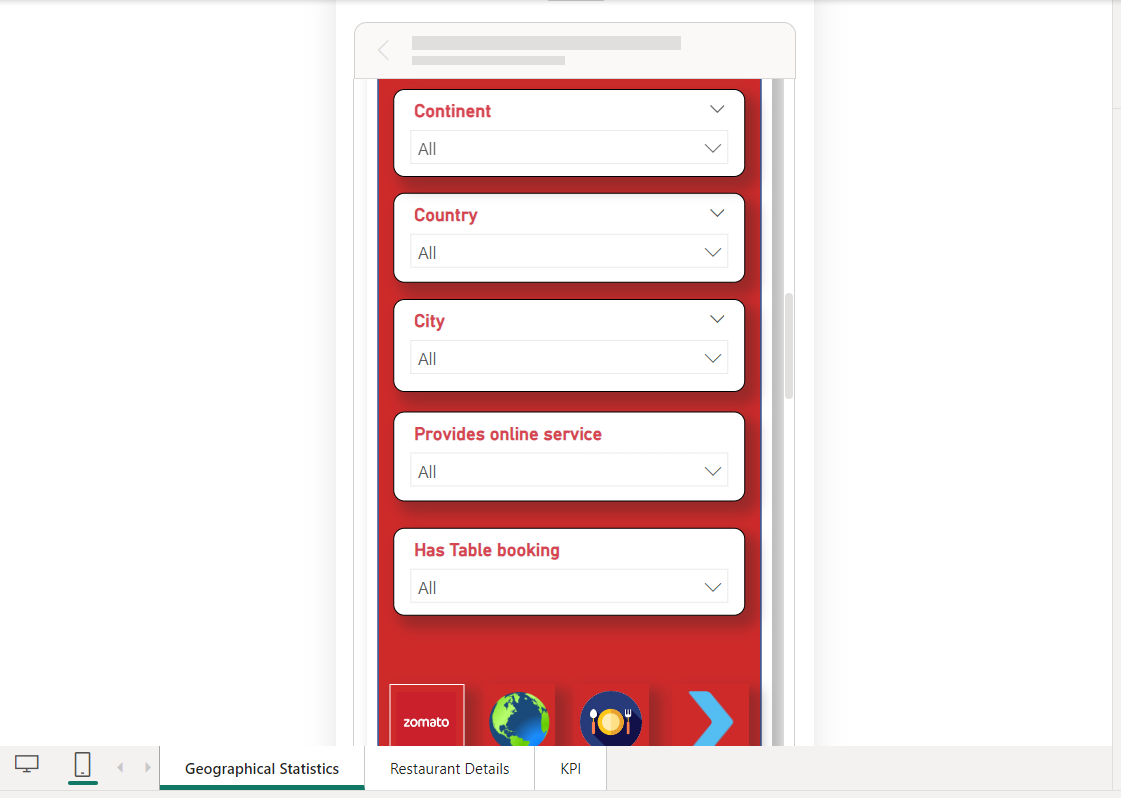 Continent
All
Country
All
City
All
Provides online service
All
Has Table booking
All
zomato
Geographical Statistics
Restaurant Details
KPI